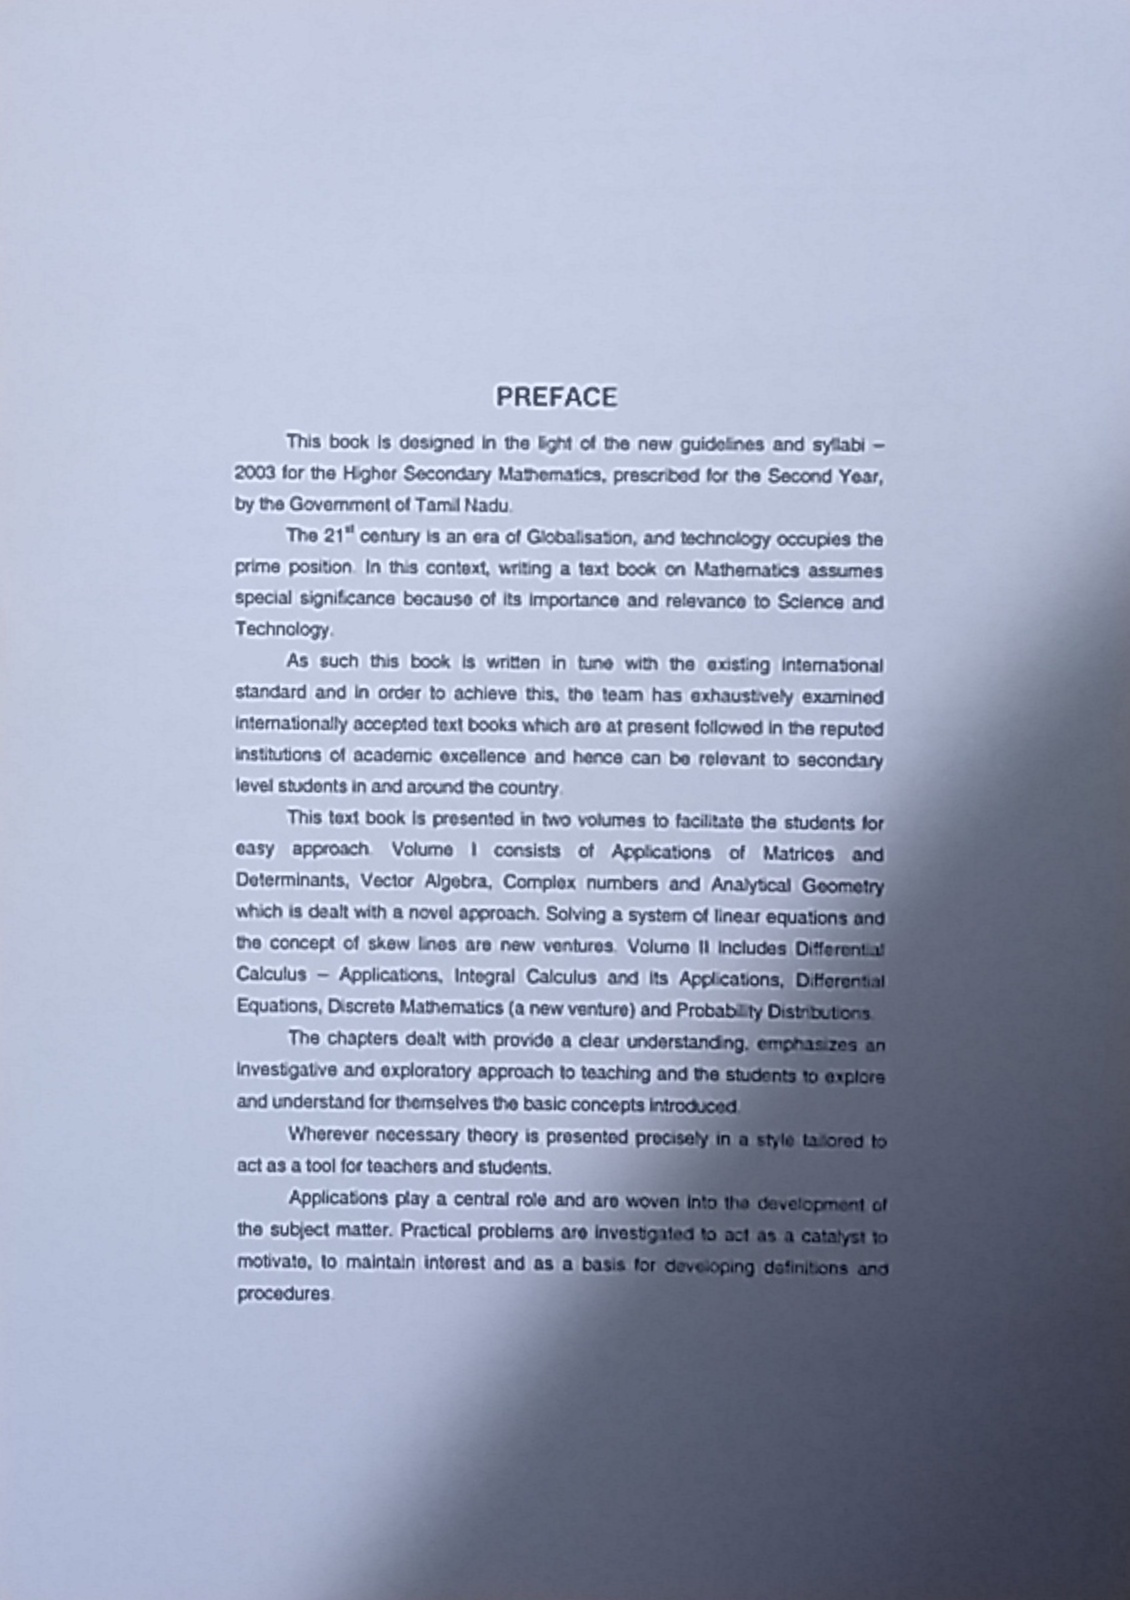 PREFACE
This book is designed in the light of the new guidelines and syllabi –
2003 for the Higher Secondary Mathematics, prescribed for the Second Year,
by the Government of Tamil Nadu.
The 21st century is an era of Globalisation, and technology occupies the
prime position. In this context, writing a text book on Mathematics assumes
special significance because of its importance and relevance to Science and
Technology.
As such this book is written in tune with the existing international
standard and in order to achieve this, the team has exhaustively examined
internationally accepted text books which are at present followed in the reputed
institutions of academic excellence and hence can be relevant to secondary
level students in and around the country.
This text book is presented in two volumes to facilitate the students for
easy approach. Volume I consists of Applications of Matrices and
Determinants, Vector Algebra, Complex numbers and Analytical Geometry
which is dealt with a novel approach. Solving a system of linear equations and
the concept of skew lines are new ventures. Volume II includes Differential
Calculus – Applications, Integral Calculus and its Applications, Differential
Equations, Discrete Mathematics (a new venture) and Probability Distributions.
The chapters dealt with provide a clear understanding, emphasizes an
investigative and exploratory approach to teaching and the students to explore
and understand for themselves the basic concepts introduced.
Wherever necessary theory is presented precisely in a style tailored to
act as a tool for teachers and students.
Applications play a central role and are woven into the development of
the subject matter. Practical problems are investigated to act as a catalyst to
motivate, to maintain interest and as a basis for developing definitions and
procedures.